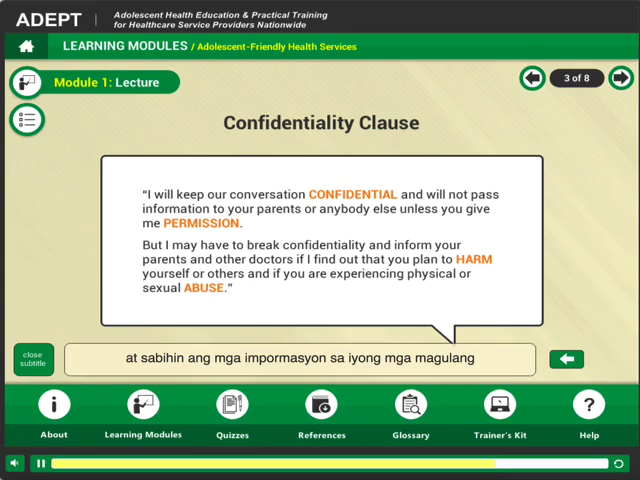 ADEPT
Adolescent Health Education & Practical Training
for Healthcare Service Providers Nationwide
LEARNING MODULES / Adolescent-Friendly Health Services
Module 1: Lecture
3 of 8
Confidentiality Clause
“I will keep our conversation CONFIDENTIAL and will not pass
information to your parents or anybody else unless you give
me PERMISSION.
But I may have to break confidentiality and inform your
parents and other doctors if I find out that you plan to HARM
yourself or others and if you are experiencing physical or
sexual ABUSE.”
close
subtitle
at sabihin ang mga impormasyon sa iyong mga magulang
About
Learning Modules
Quizzes
References
Glossary
Trainer's Kit
Help